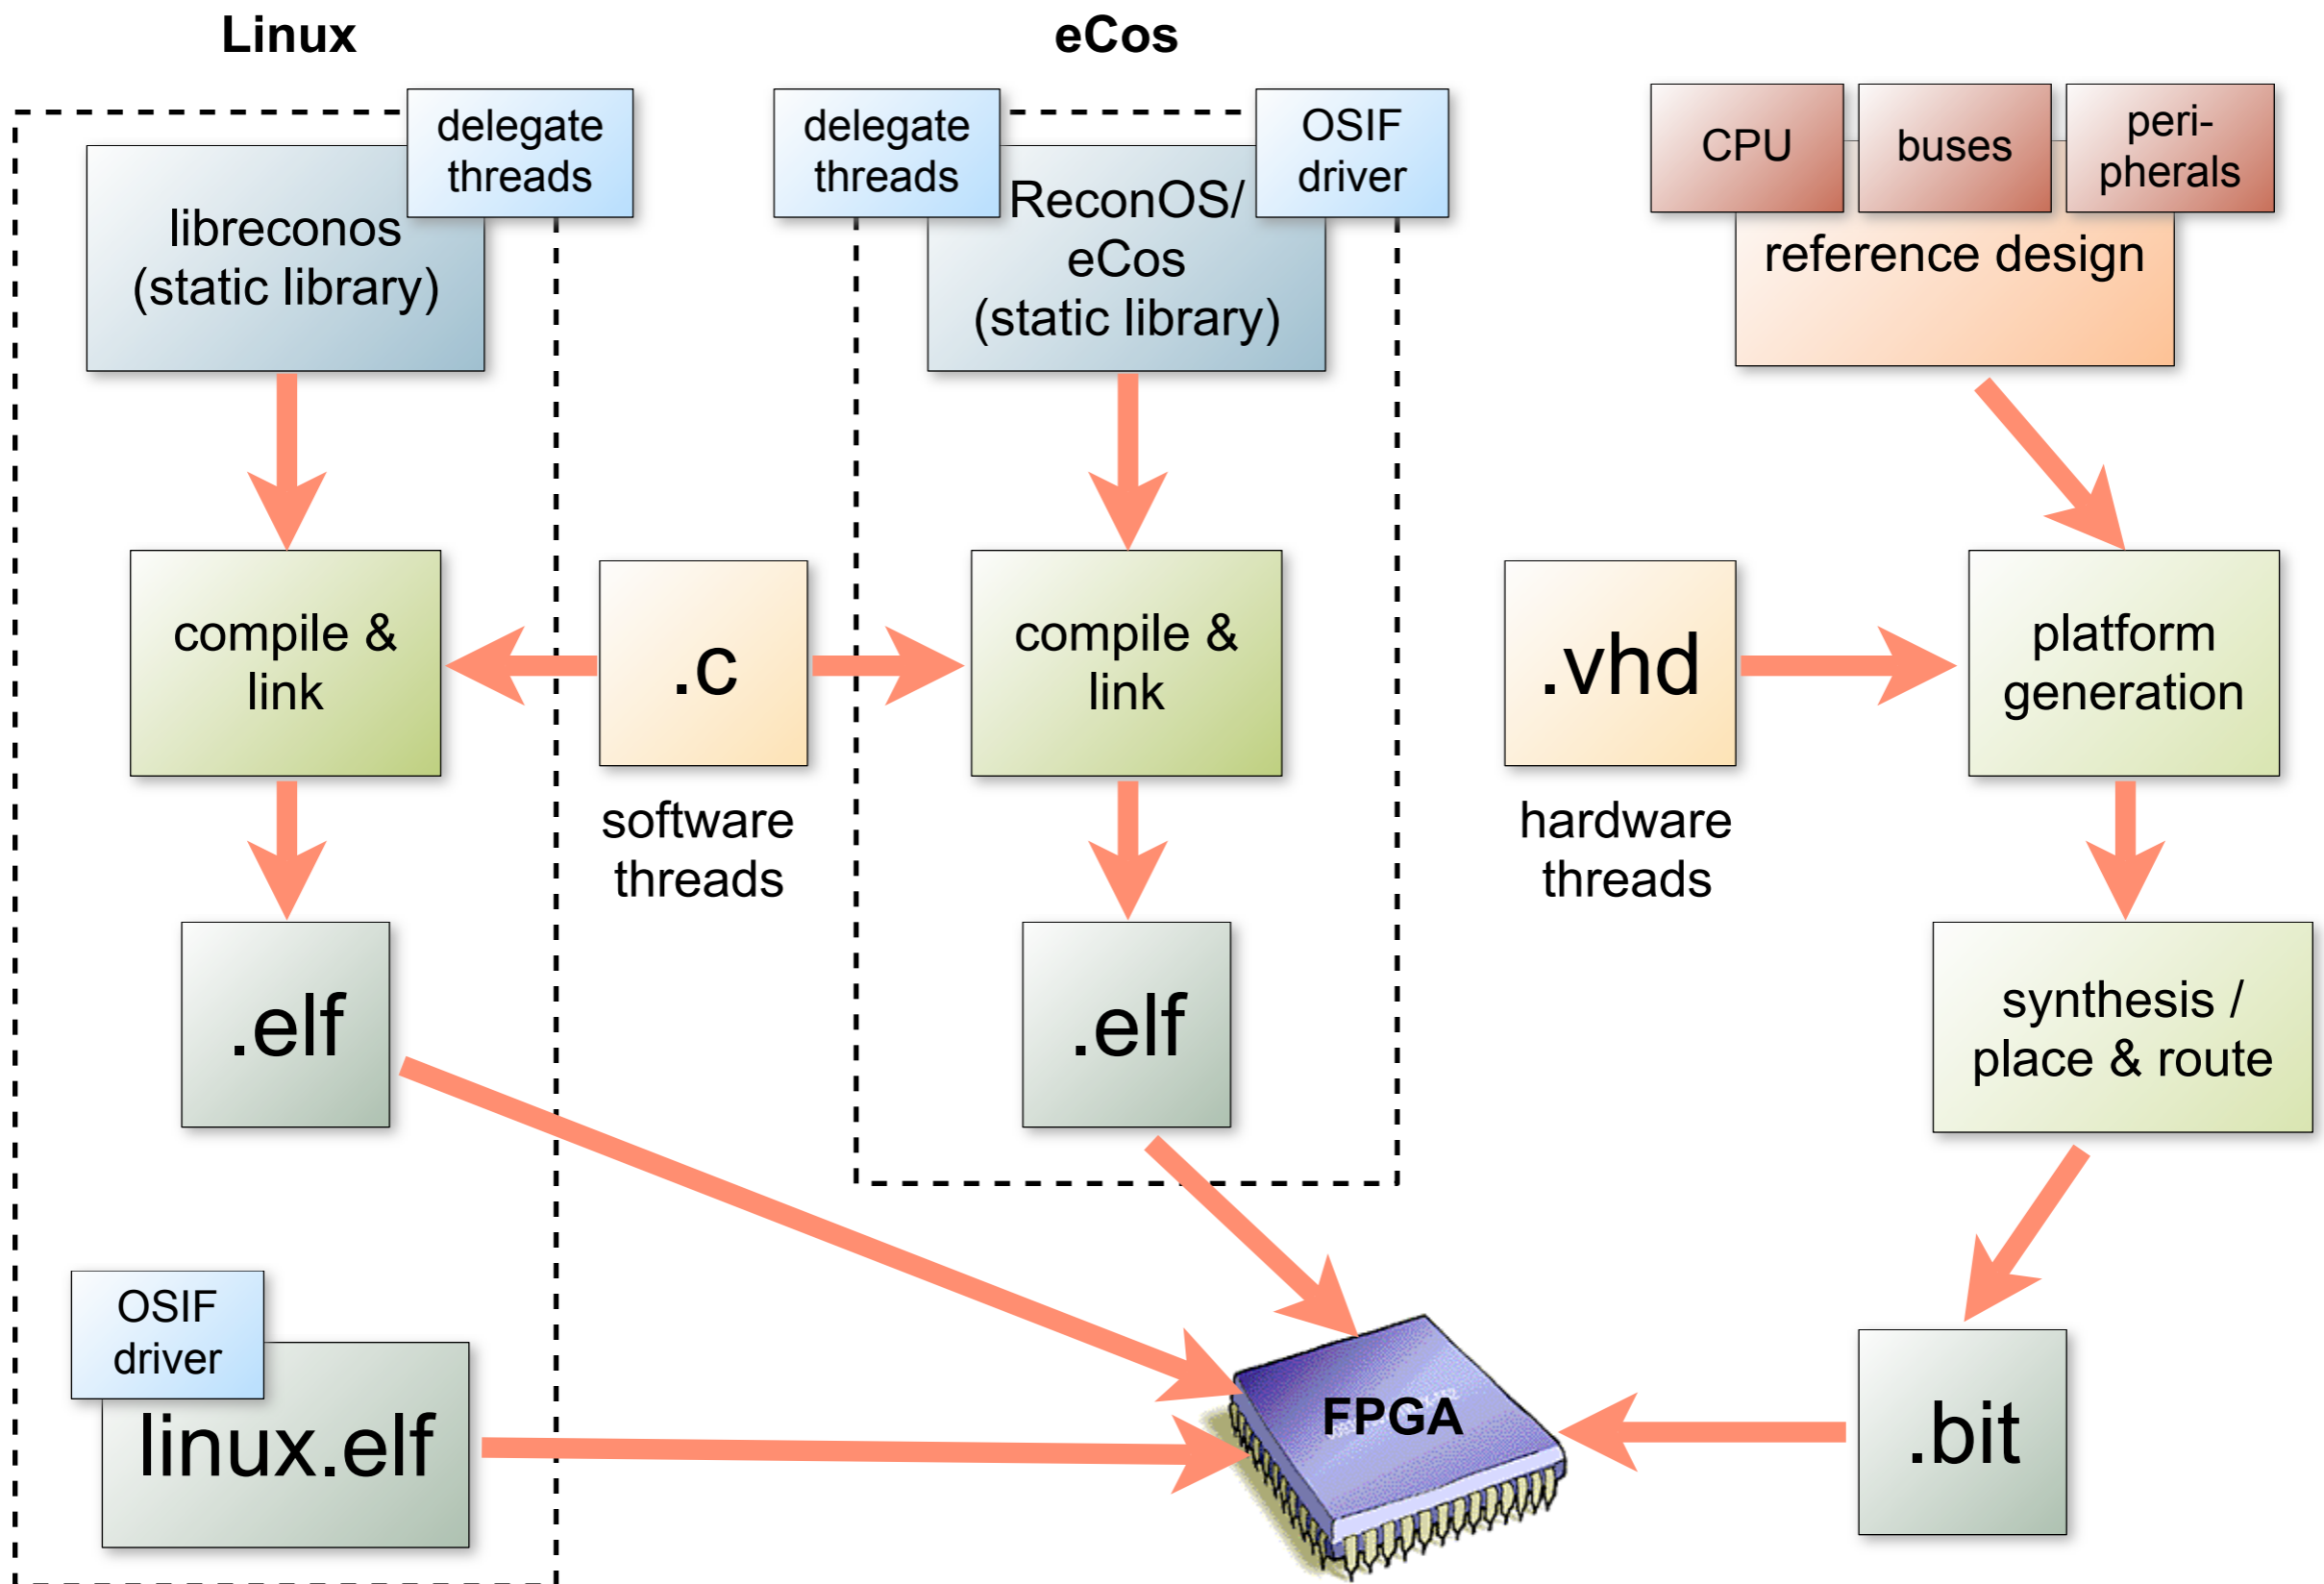 Linux
eCos
delegate
threads
libreconos
(static library)
delegate
threads
OSIF
driver
ReconOS/
eCos
(static library)
CPU
buses
peri-
pherals
reference design
compile &
link
.c
software
threads
compile &
link
.vhd
hardware
threads
platform
generation
.elf
.elf
synthesis /
place & route
OSIF
driver
linux.elf
FPGA
.bit